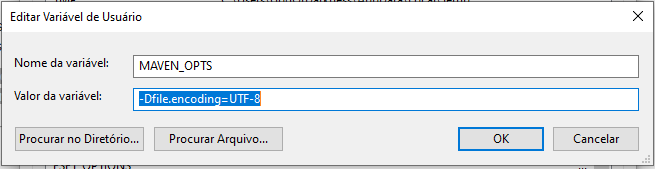 Editar Variável de Usuário
Nome da variável:
MAVEN_OPTS
Valor da variável:
-Dfile.encoding=UTF-8
Procurar no Diretório...
Procurar Arquivo...
OK
Cancelar